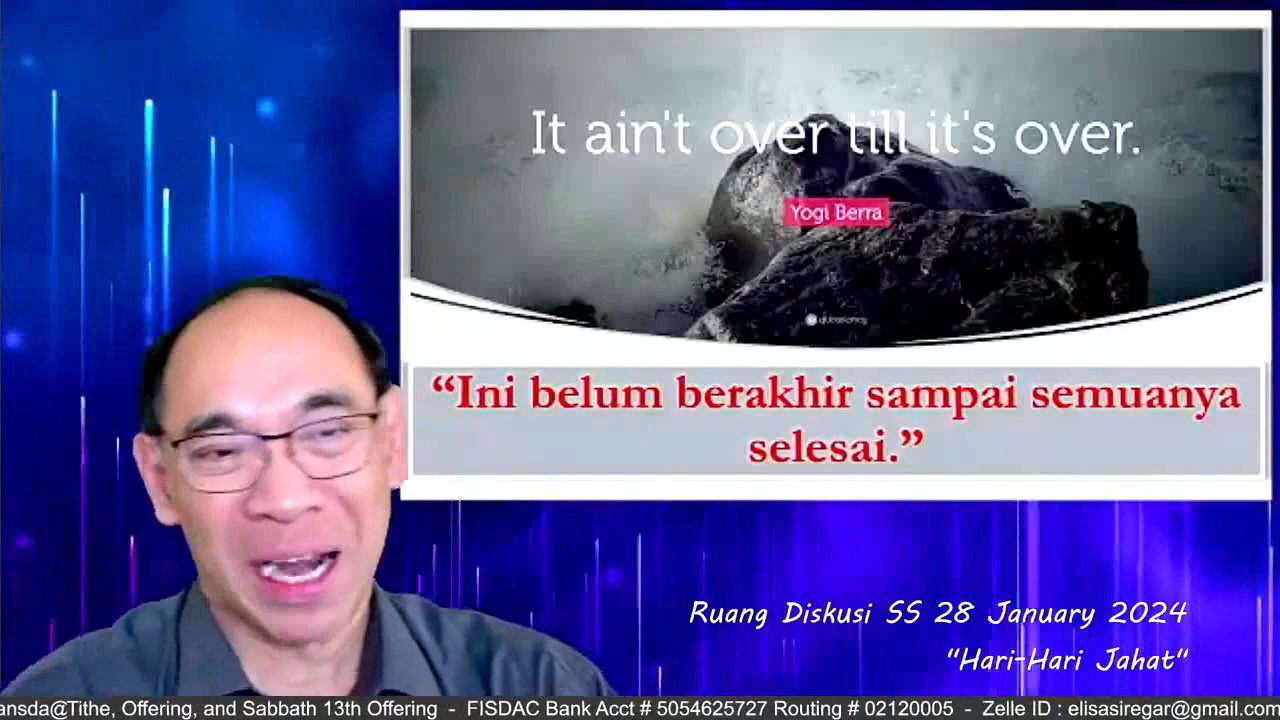 It ain't over till it's over.
Yogi Berra
“Ini belum berakhir sampai semuanya
selesai.”
Ruang Diskusi SS 28 January 2024
"Hari-Hari Jahat"
ansda@Tithe, Offering, and Sabbath 13th Offering - FISDAC Bank Acct # 5054625727 Routing # 02120005 - Zelle ID : elisasiregar@gmail.com